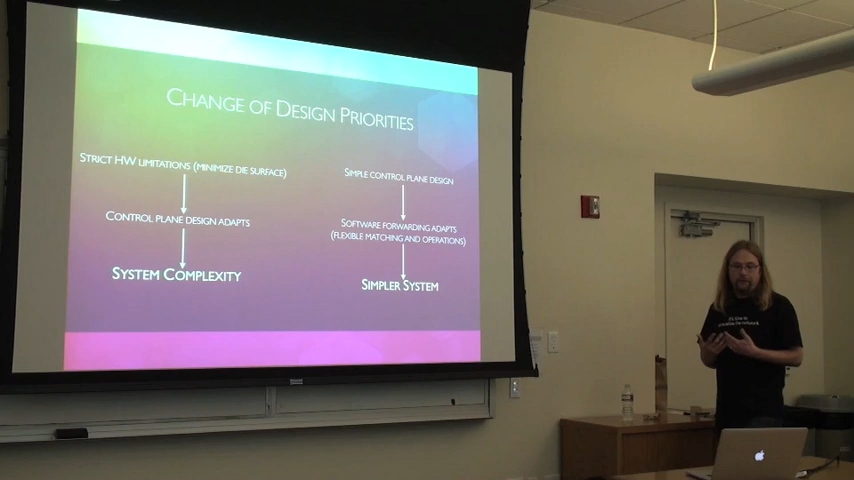 CHANGE OF DESIGN PRIORITIES
STRICT HW LIMITATIONS (MINIMIZE DIE SURFACE)
CONTROL PLANE DESIGN ADAPTS
SYSTEM COMPLEXITY
SIMPLE CONTROL PLANE DESIGN
SOFTWARE FORWARDING ADAPTS
(FLEXIBLE MATCHING AND OPERATIONS)
SIMPLER SYSTEM